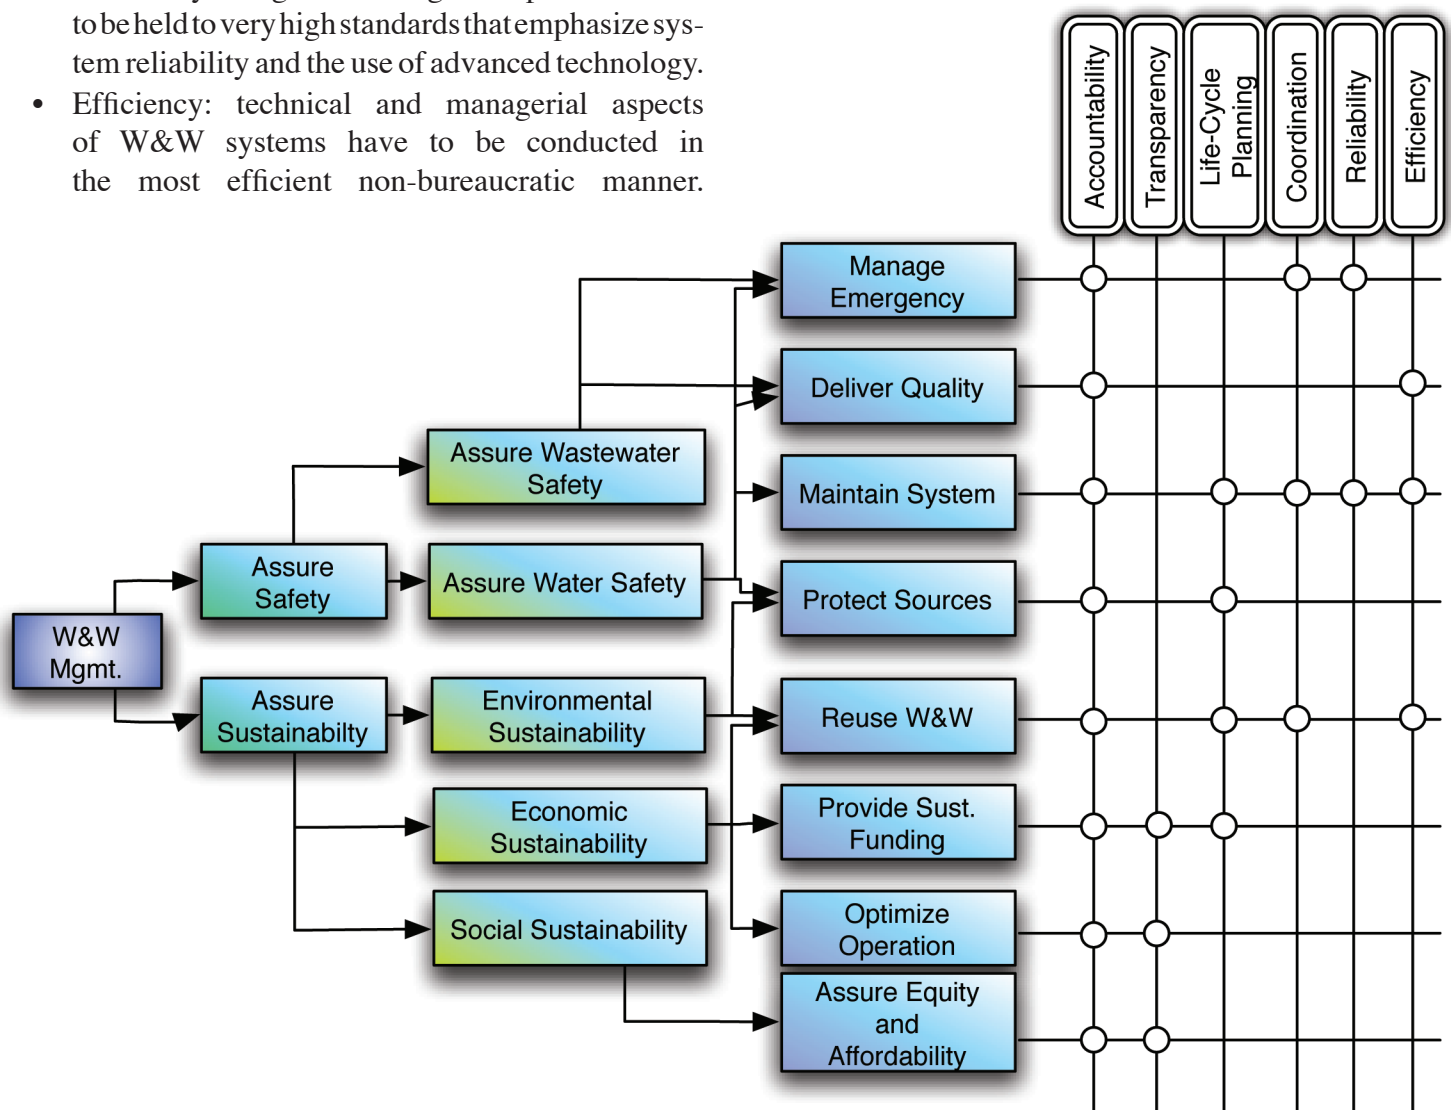 to be held to very high standards that emphasize sys-
tem reliability and the use of advanced technology.
• Efficiency: technical and managerial aspects
of W&W systems have to be conducted in
the most efficient non-bureaucratic manner.
Accountability
Transparency
Life-Cycle
Planning
Coordination
Reliability
Efficiency
Manage
Emergency
Deliver Quality
Assure Wastewater
Safety
Maintain System
Assure
Safety
Assure Water Safety
Protect Sources
W&W
Mgmt.
Assure
Sustainabilty
Environmental
Sustainability
Reuse W&W
Economic
Sustainability
Provide Sust.
Funding
Social Sustainability
Optimize
Operation
Assure Equity
and
Affordability